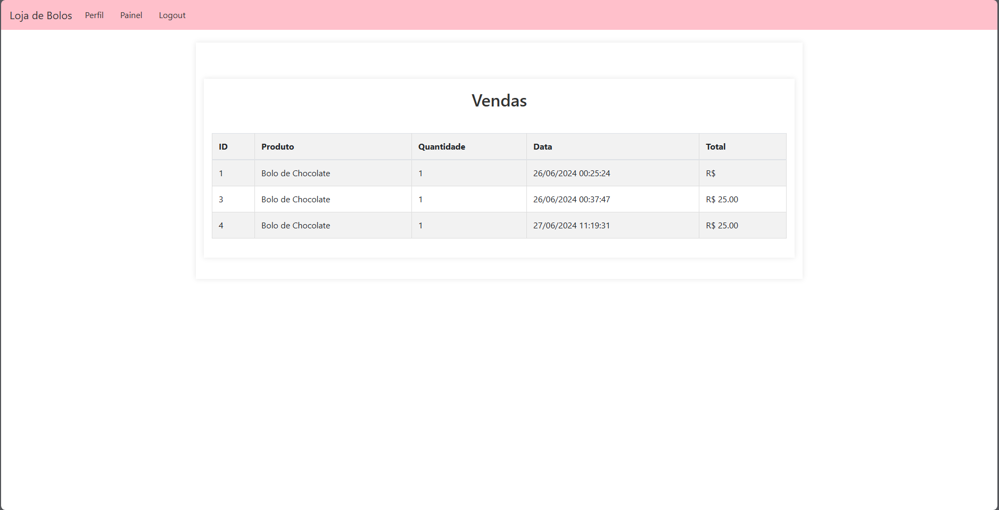 Loja de Bolos Perfil Painel Logout
Vendas
ID Produto Quantidade Data Total
1 Bolo de Chocolate 1 26/06/2024 00:25:24 R$
3 Bolo de Chocolate 1 26/06/2024 00:37:47 R$ 25.00
4 Bolo de Chocolate 1 27/06/2024 11:19:31 R$ 25.00